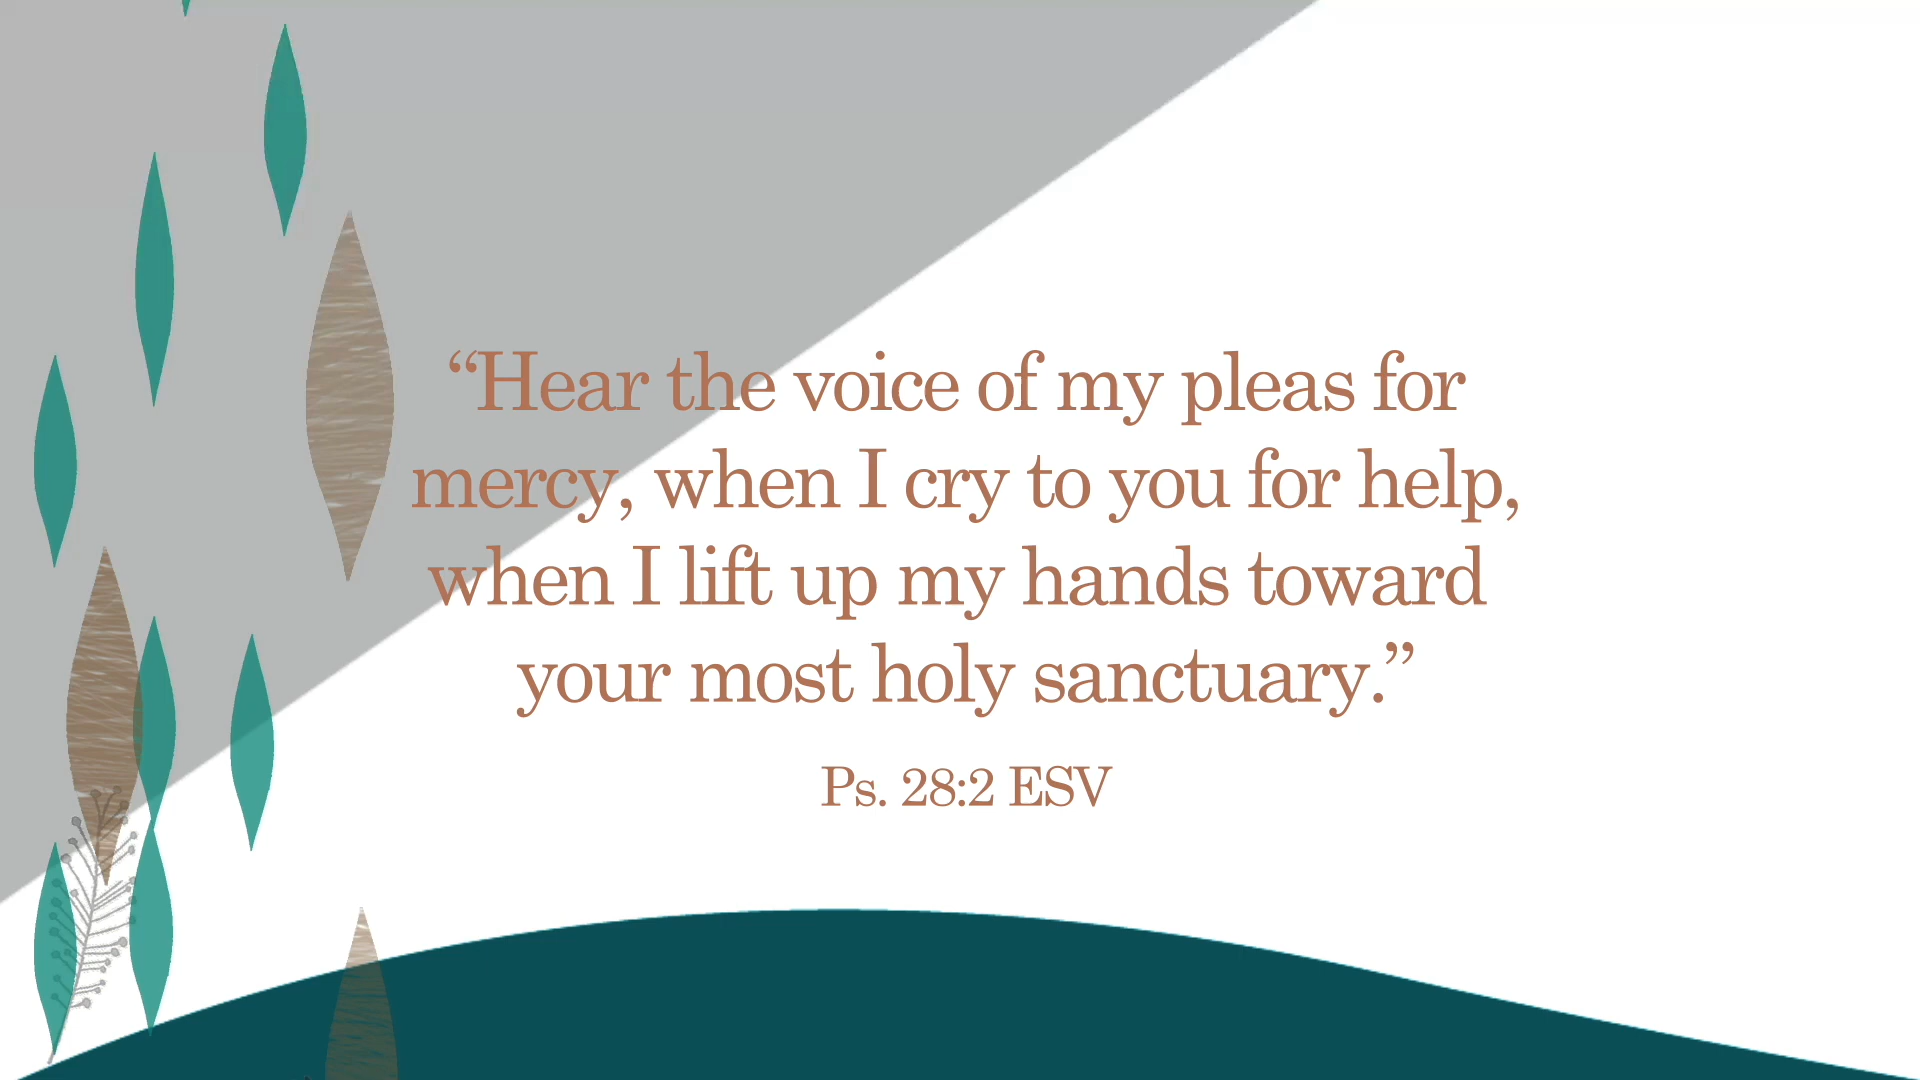 “Hear the voice of my pleas for
mercy, when I cry to you for help,
when I lift up my hands toward
your most holy sanctuary.”
Ps. 28:2 ESV